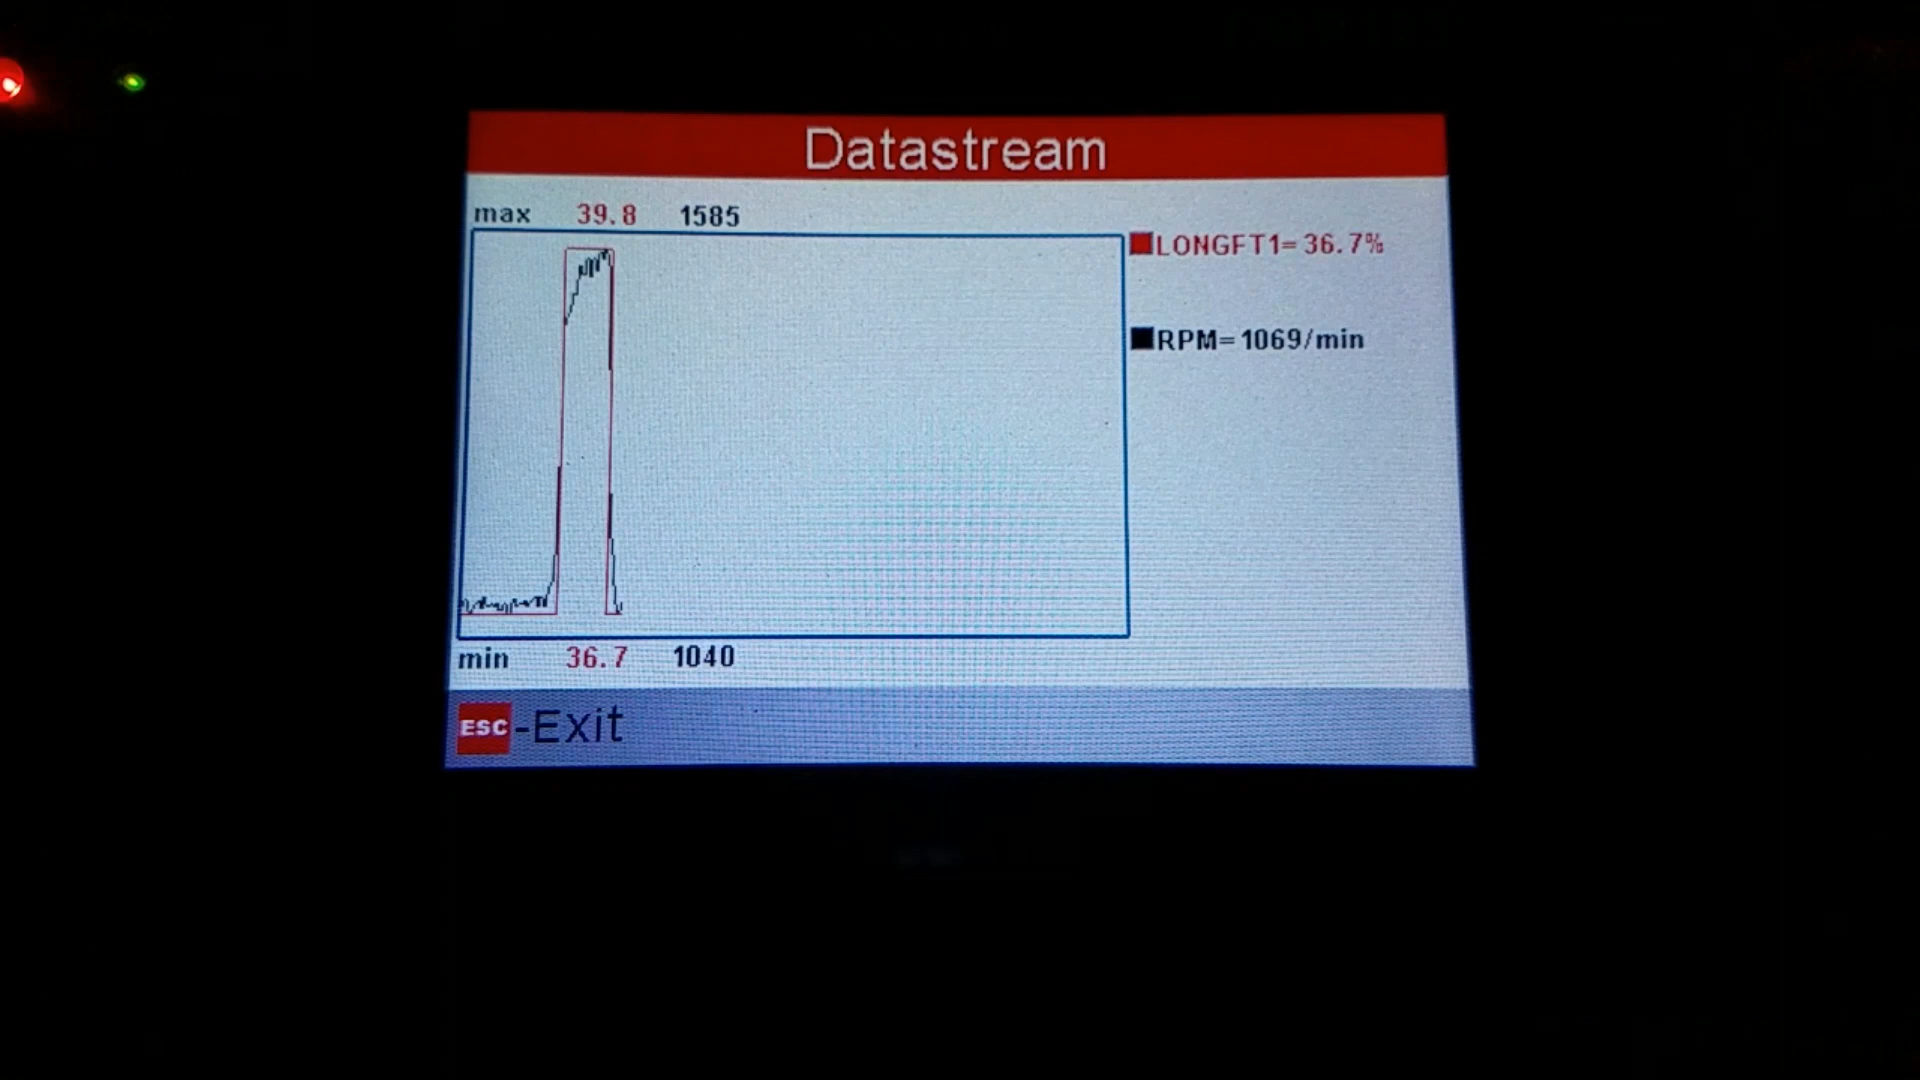 Datastream
max 39.8 1585
LONGFT1= 36.7%
RPM= 1069/min
min 36.7 1040
ESC -Exit